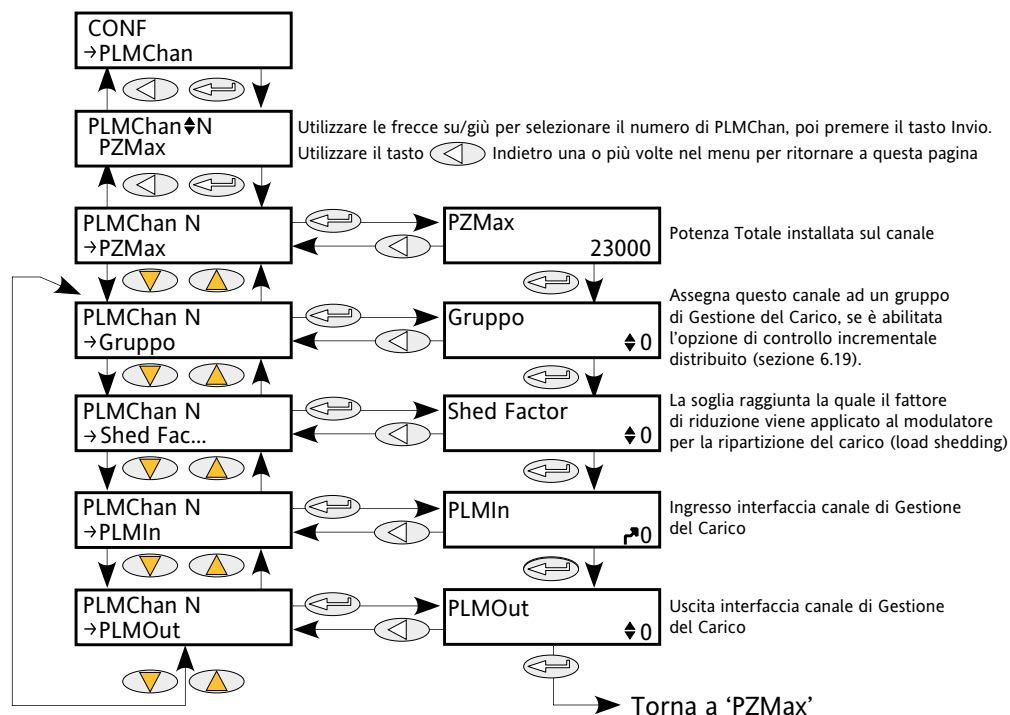 CONF
→PLMChan
PLMChan♦N
PZMax
Utilizzare le frecce su/giù per selezionare il numero di PLMChan, poi premere il tasto Invio.
Utilizzare il tasto Indietro una o più volte nel menu per ritornare a questa pagina
PLMChan N
→PZMax
PZMax
23000
Potenza Totale installata sul canale
PLMChan N
→Gruppo
Gruppo
♦0
Assegna questo canale ad un gruppo
di Gestione del Carico, se è abilitata
l'opzione di controllo incrementale
distribuito (sezione 6.19).
PLMChan N
→Shed Fac...
Shed Factor
♦0
La soglia raggiunta la quale il fattore
di riduzione viene applicato al modulatore
per la ripartizione del carico (load shedding)
PLMChan N
→PLMIn
PLMIn
0
Ingresso interfaccia canale di Gestione
del Carico
PLMChan N
→PLMOut
PLMOut
♦0
Uscita interfaccia canale di Gestione
del Carico
Torna a ‘PZMax’